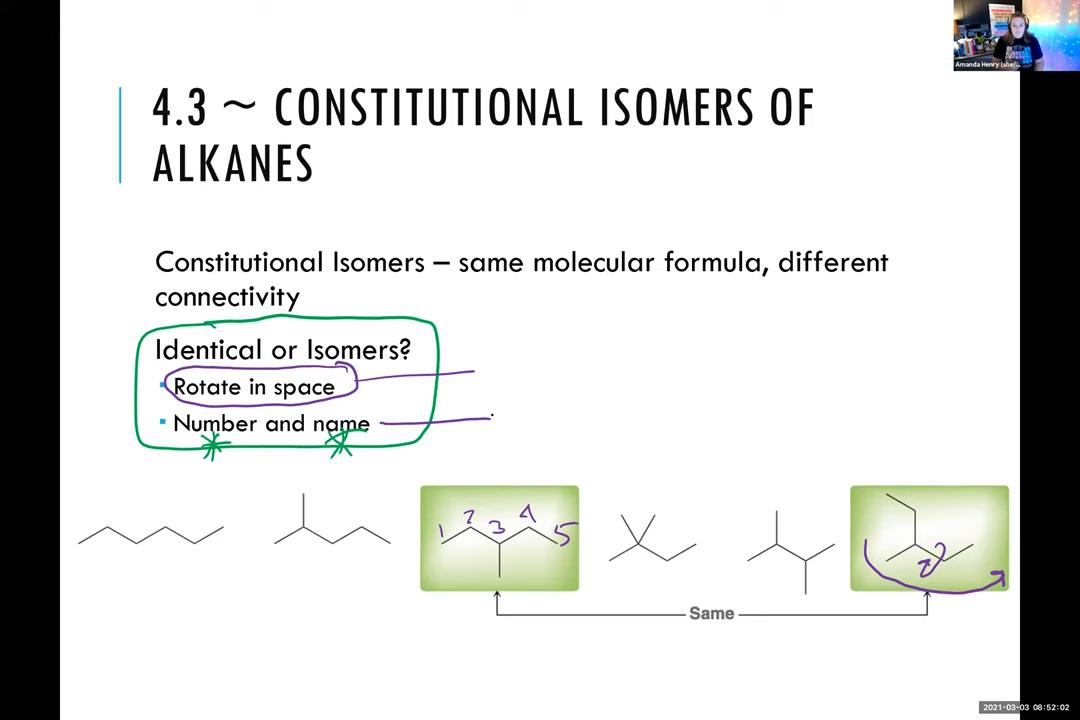 Amanda Henry (she/
4.3 ~ CONSTITUTIONAL ISOMERS OF
ALKANES
Constitutional Isomers – same molecular formula, different
connectivity
Identical or Isomers?
Rotate in space
Number and name
1 2 3 4 5
2
Same
2021-03-03 08:52:02